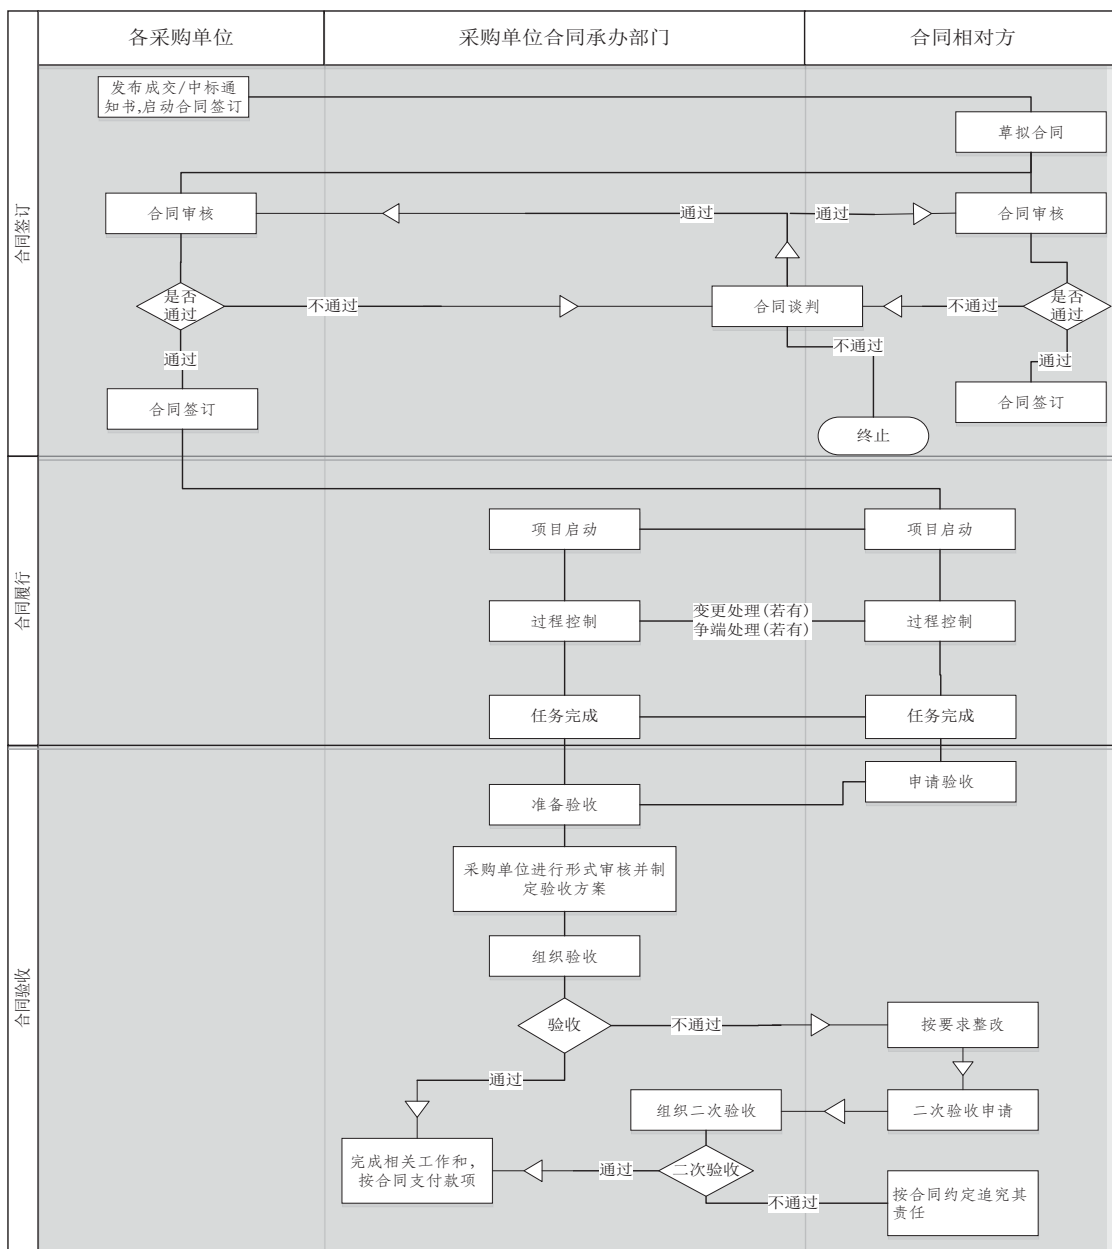 各采购单位
采购单位合同承办部门
合同相对方
合同签订
发布成交/中标通
知书,启动合同签订
草拟合同
合同审核
通过
通过
合同审核
是否
通过
不通过
合同谈判
不通过
是否
通过
通过
不通过
通过
合同签订
合同签订
终止
合同履行
项目启动
项目启动
过程控制
变更处理(若有)
争端处理(若有)
过程控制
任务完成
任务完成
合同验收
申请验收
准备验收
采购单位进行形式审核并制
定验收方案
组织验收
验收
不通过
按要求整改
通过
组织二次验收
二次验收申请
完成相关工作和,
按合同支付款项
通过
二次验收
不通过
按合同约定追究其
责任